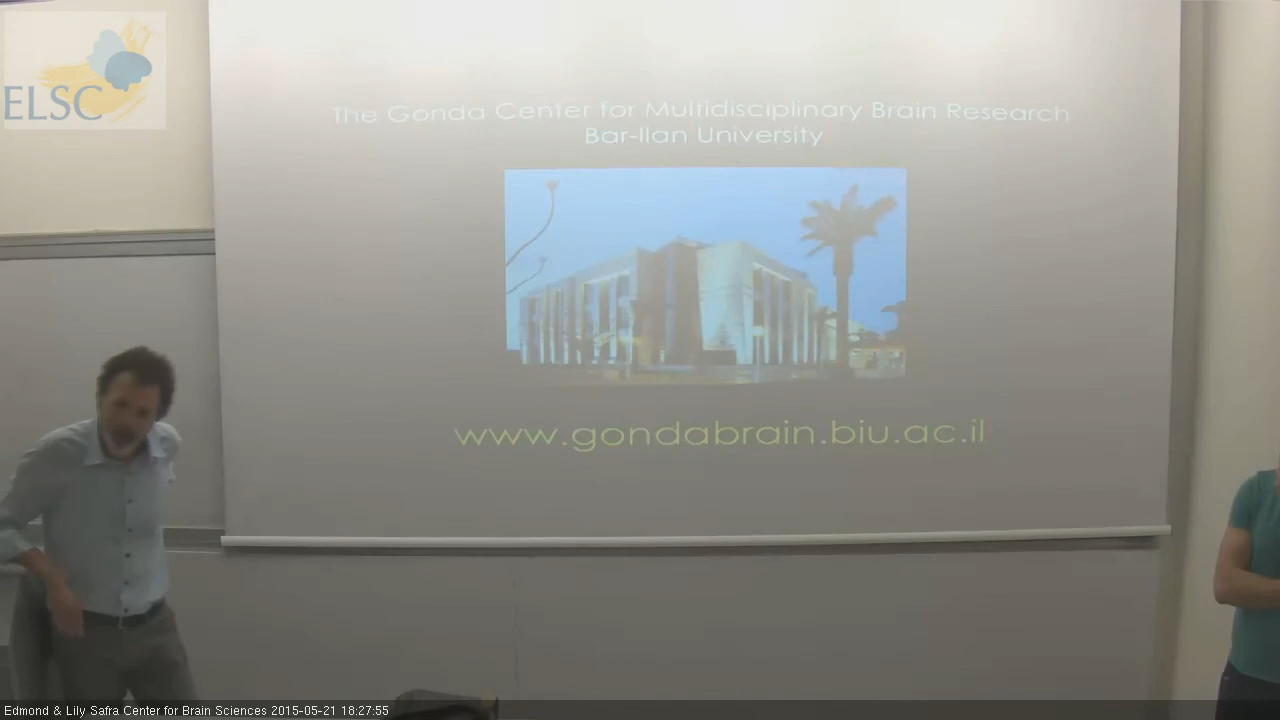 ELSC
The Gonda Center for Multidisciplinary Brain Research
Bar-Ilan University
www.gondabrain.biu.ac.il
Edmond & Lily Safra Center for Brain Sciences 2015-05-21 18:27:55